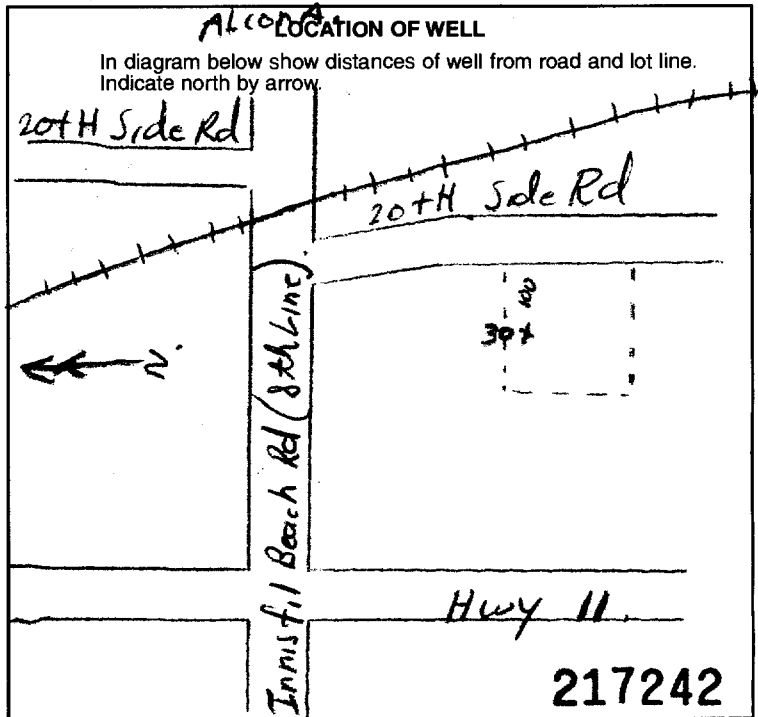 Alcona.
LOCATION OF WELL
In diagram below show distances of well from road and lot line.
Indicate north by arrow.
20tH Side Rd
20tH Side Rd
100
30+
N.
Innisfil Beach Rd (8th Line).
Hwy 11.
217242